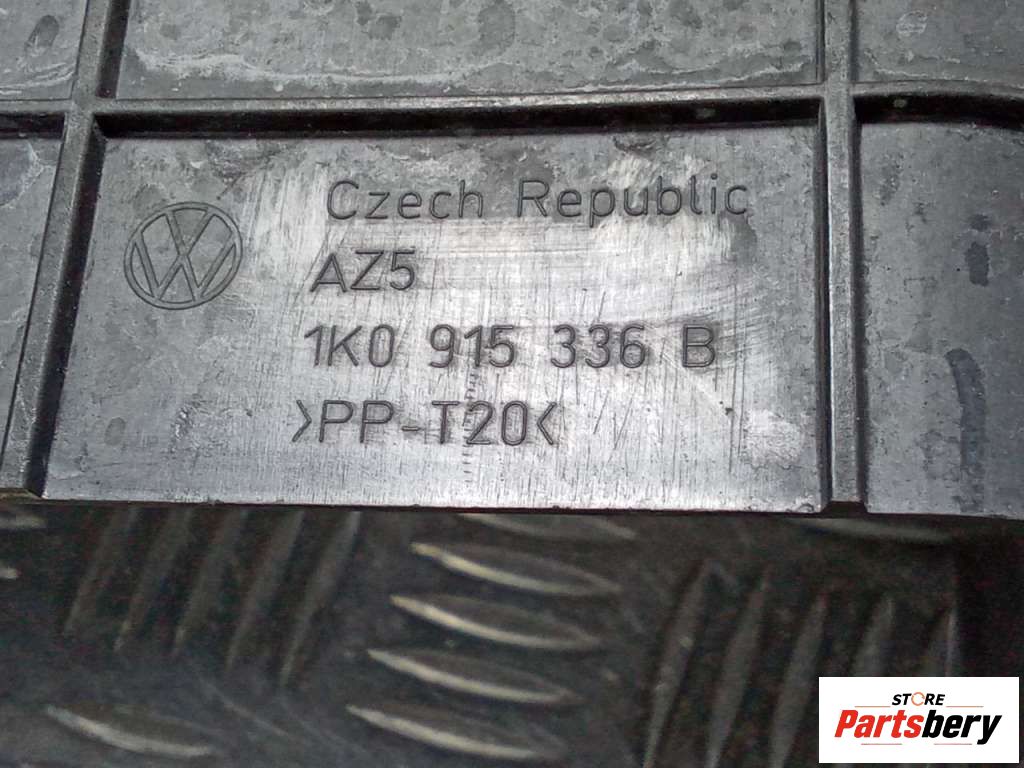 Czech Republic
AZ5
1K0 915 336 B
>PP-T20<
STORE
Partsbery